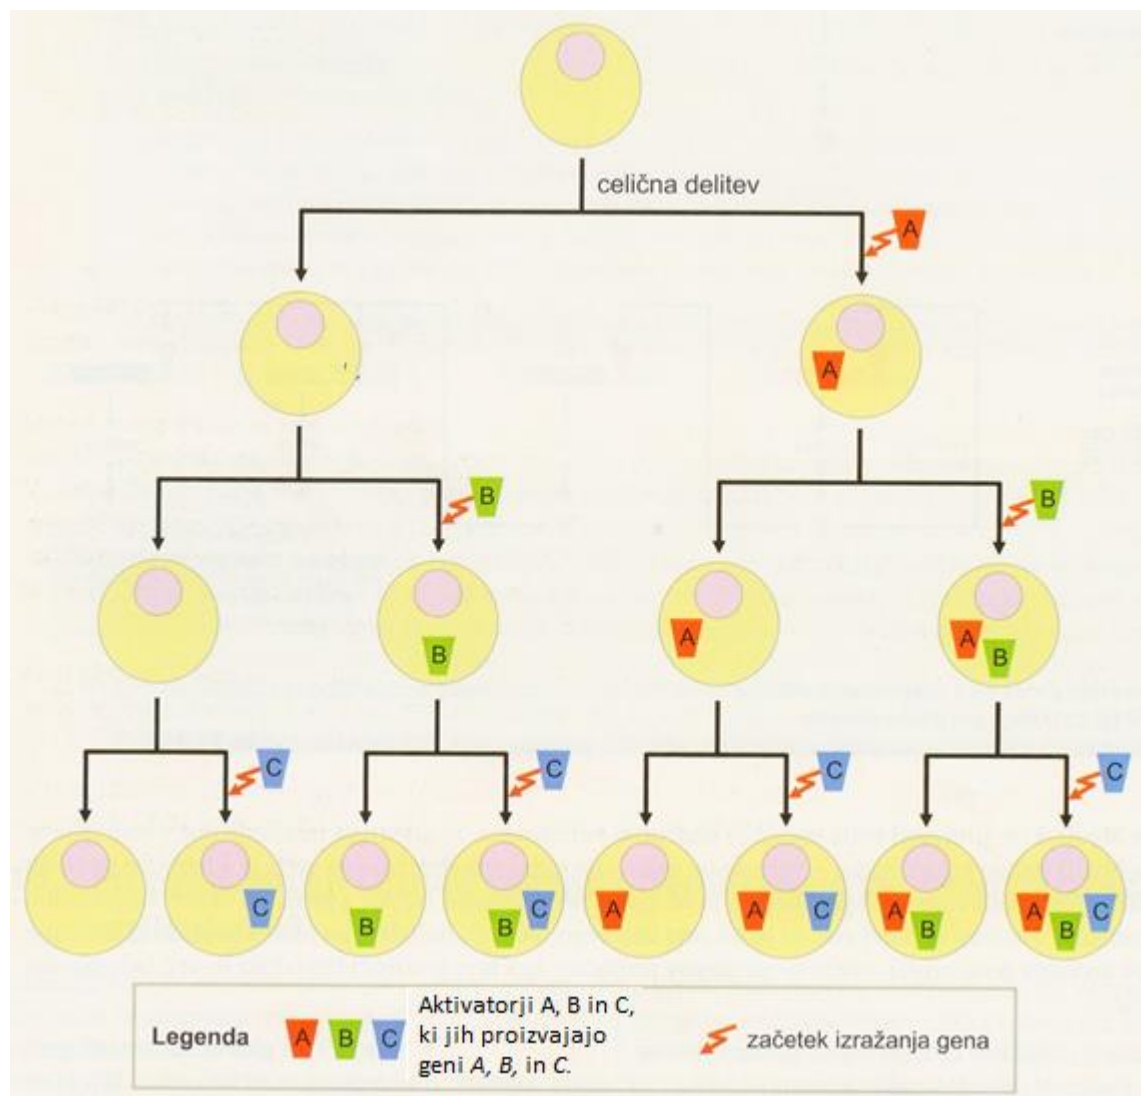 celična delitev
A
A
B
B
B
A
A
B
C
C
C
C
C
B
B
C
A
A
C
A
B
A
B
C
Legenda
A
B
C
Aktivatorji A, B in C,
ki jih proizvajajo
geni A, B, in C.
začetek izražanja gena